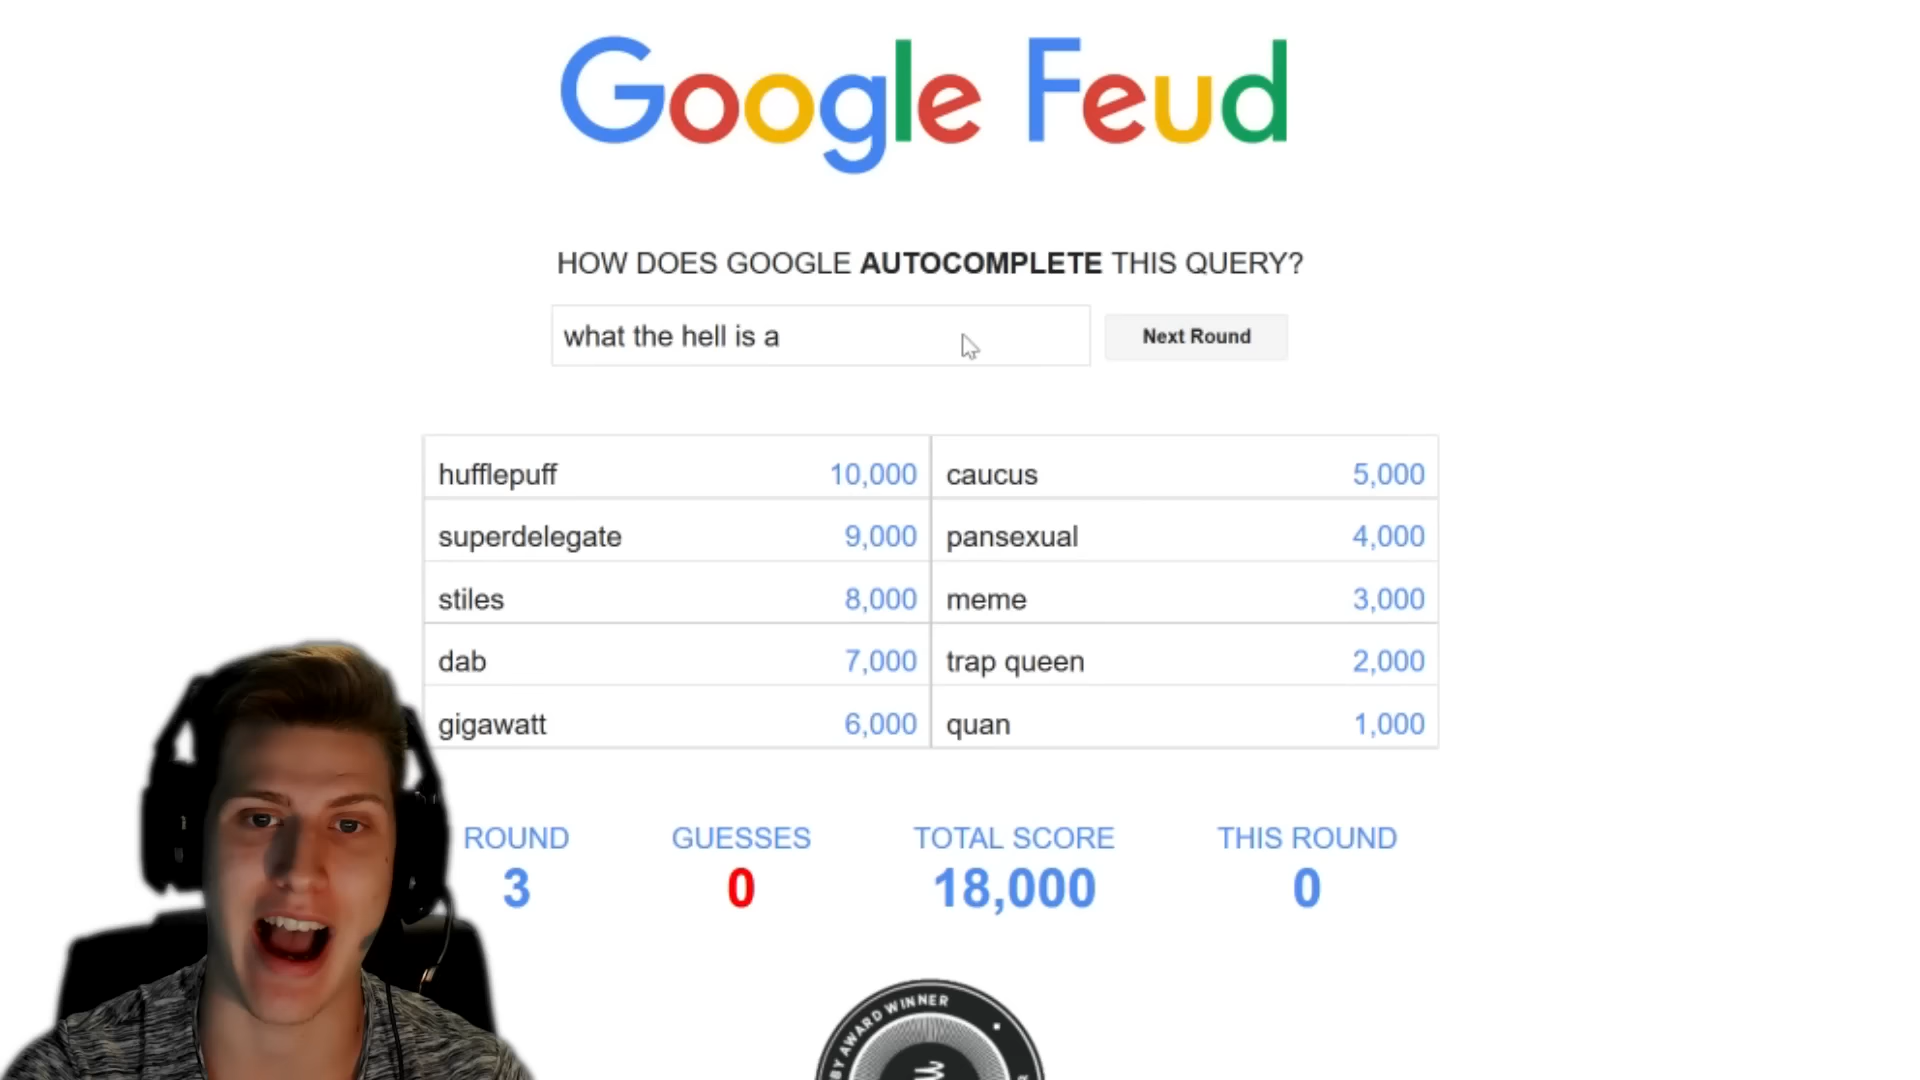 Google Feud
HOW DOES GOOGLE AUTOCOMPLETE THIS QUERY?
what the hell is a
Next Round
hufflepuff 10,000 caucus 5,000
superdelegate 9,000 pansexual 4,000
stiles 8,000 meme 3,000
dab 7,000 trap queen 2,000
gigawatt 6,000 quan 1,000
ROUND GUESSES TOTAL SCORE THIS ROUND
3 0 18,000 0
BY AWARD WINNER